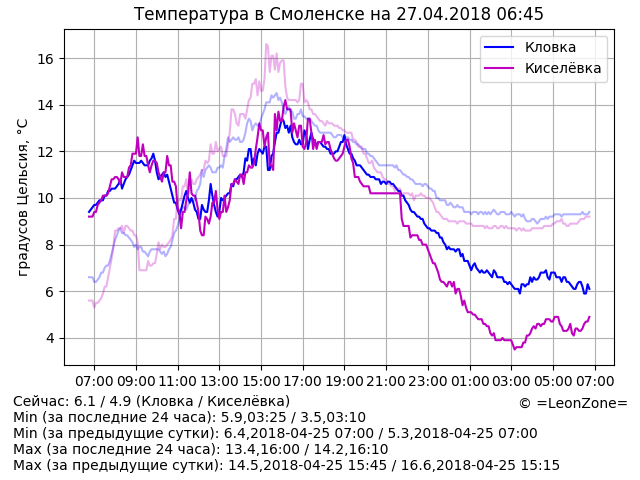 Температура в Смоленске на 27.04.2018 06:45
Кловка
Киселёвка
градусов Цельсия, °C
16
14
12
10
8
6
4
07:00 09:00 11:00 13:00 15:00 17:00 19:00 21:00 23:00 01:00 03:00 05:00 07:00
Сейчас: 6.1 / 4.9 (Кловка / Киселёвка)
© =LeonZone=
Min (за последние 24 часа): 5.9,03:25 / 3.5,03:10
Min (за предыдущие сутки): 6.4,2018-04-25 07:00 / 5.3,2018-04-25 07:00
Max (за последние 24 часа): 13.4,16:00 / 14.2,16:10
Max (за предыдущие сутки): 14.5,2018-04-25 15:45 / 16.6,2018-04-25 15:15